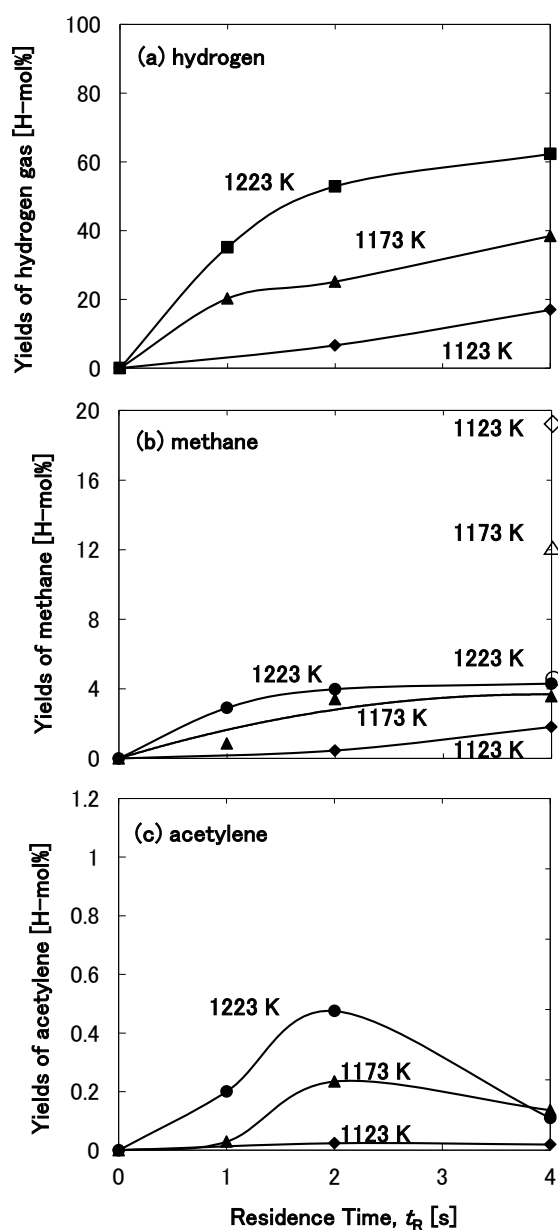 100
80
60
40
20
0
Yields of hydrogen gas [H-mol%]
(a) hydrogen
1223 K
1173 K
1123 K
20
16
12
8
4
0
Yields of methane [H-mol%]
(b) methane
1123 K
1173 K
1223 K
1223 K
1173 K
1123 K
1.2
1
0.8
0.6
0.4
0.2
0
Yields of acetylene [H-mol%]
(c) acetylene
1223 K
1173 K
1123 K
0 1 2 3 4
Residence Time, tR [s]